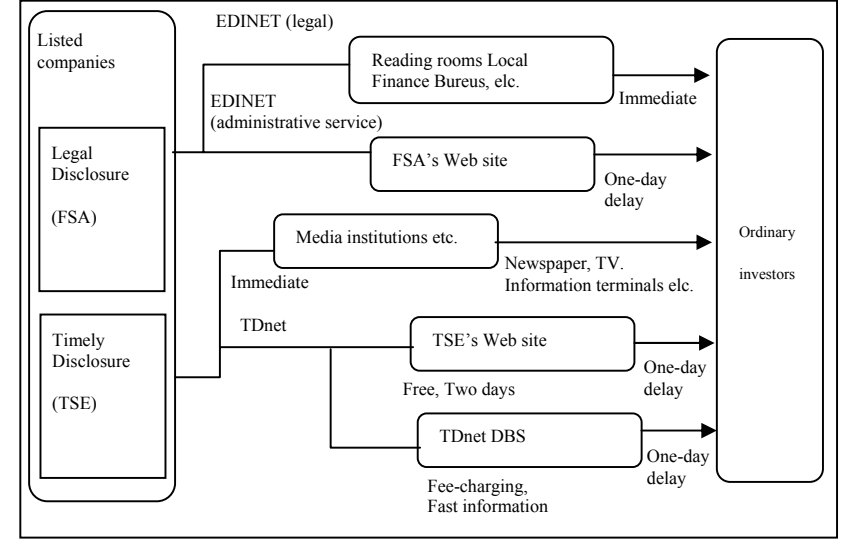 EDINET (legal)
Listed
companies
Reading rooms Local
Finance Bureus, elc.
Immediate
EDINET
(administrative service)
Legal
Disclosure
(FSA)
FSA's Web site
One-day
delay
Media institutions etc.
Ordinary
investors
Newspaper, TV.
Information terminals etc.
Immediate
TDnet
Timely
Disclosure
(TSE)
TSE's Web site
One-day
delay
Free, Two days
TDnet DBS
One-day
delay
Fee-charging,
Fast information